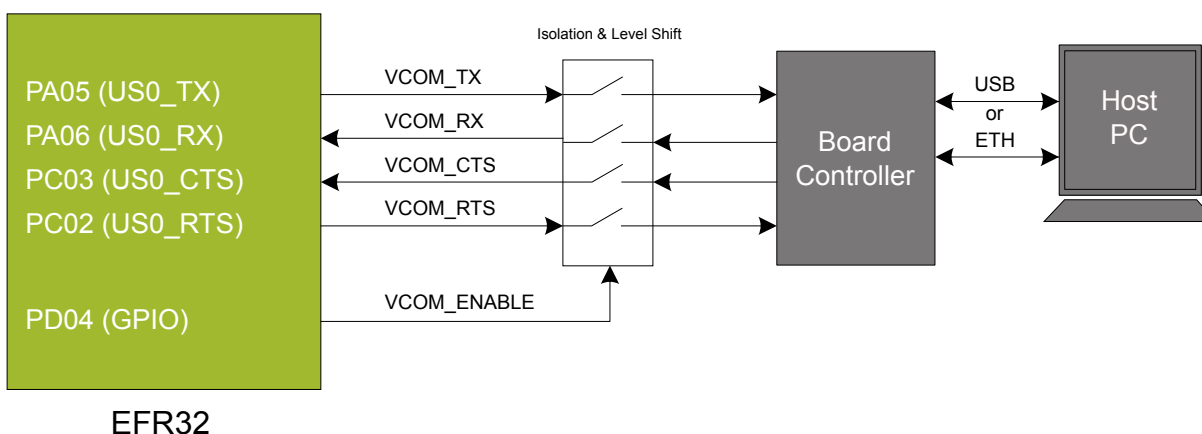 Isolation & Level Shift
PA05 (US0_TX)
VCOM_TX
PA06 (US0_RX)
VCOM_RX
PC03 (US0_CTS)
VCOM_CTS
PC02 (US0_RTS)
VCOM_RTS
PD04 (GPIO)
VCOM_ENABLE
Board
Controller
USB
or
ETH
Host
PC
EFR32